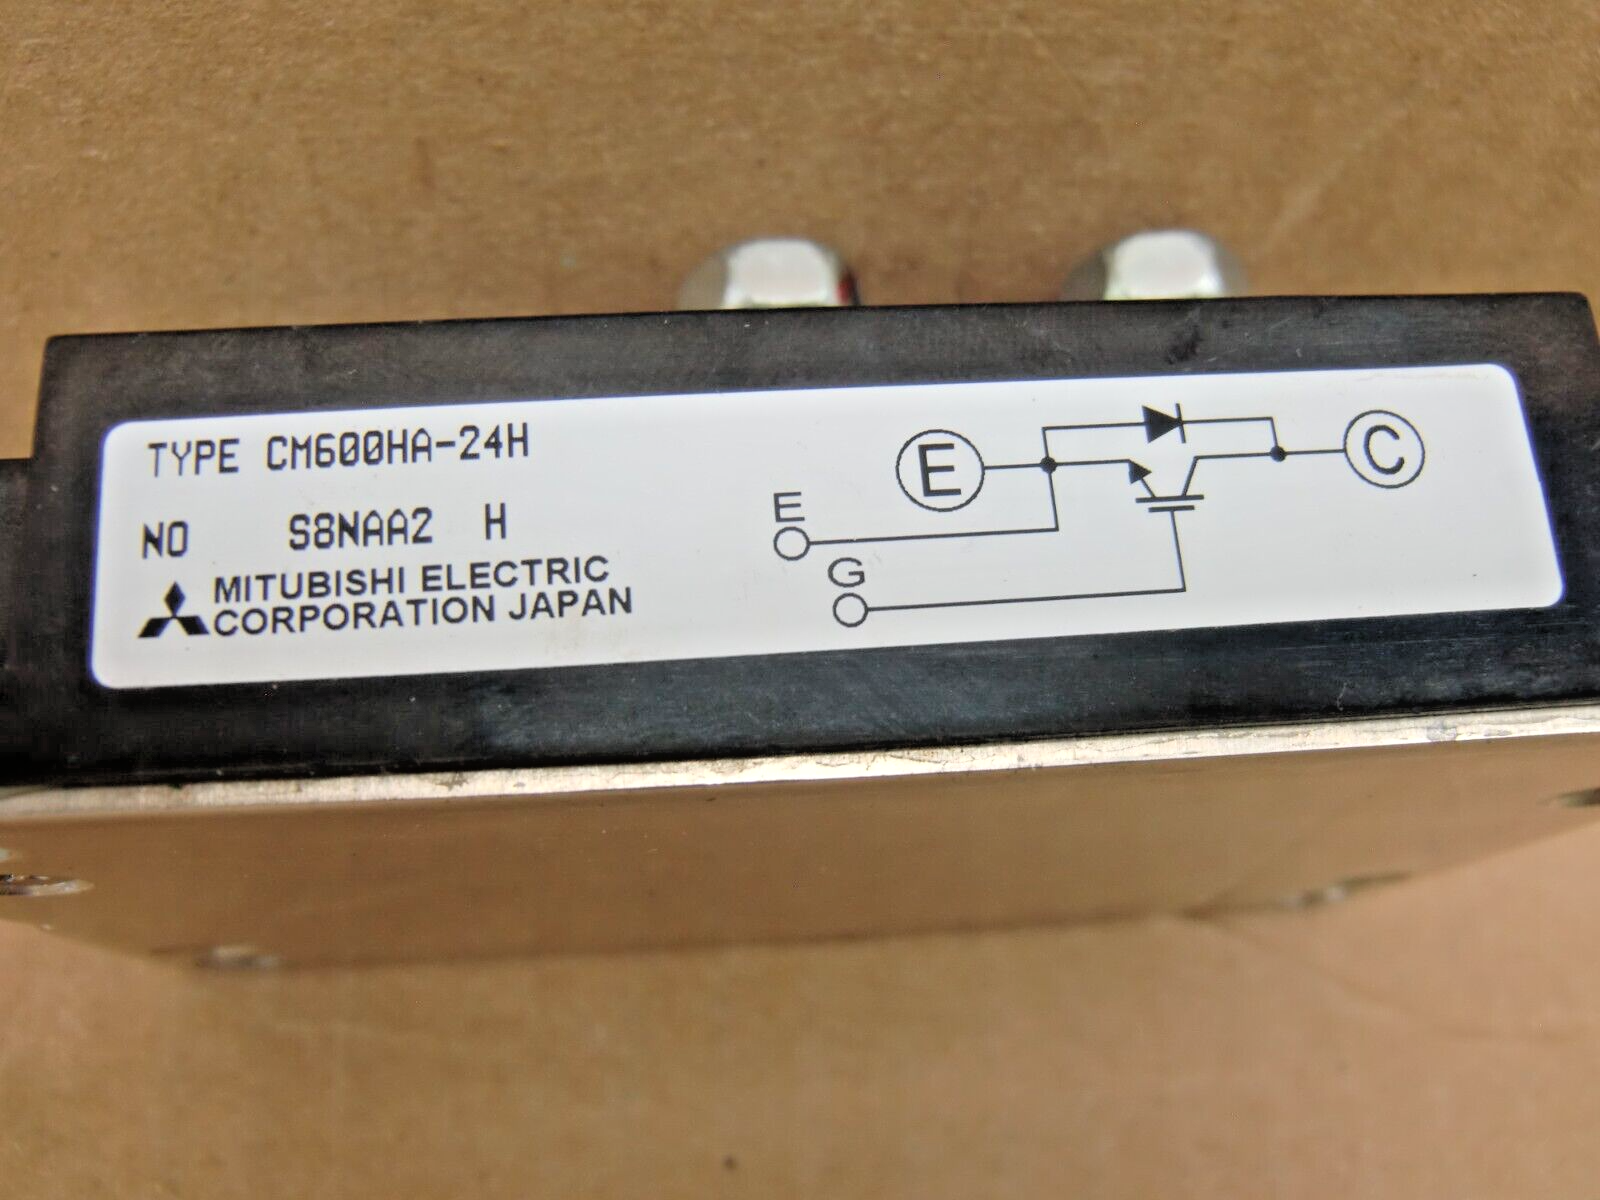 TYPE CM600HA-24H
NO S8NAA2 H
MITUBISHI ELECTRIC
CORPORATION JAPAN
E
C
E
G